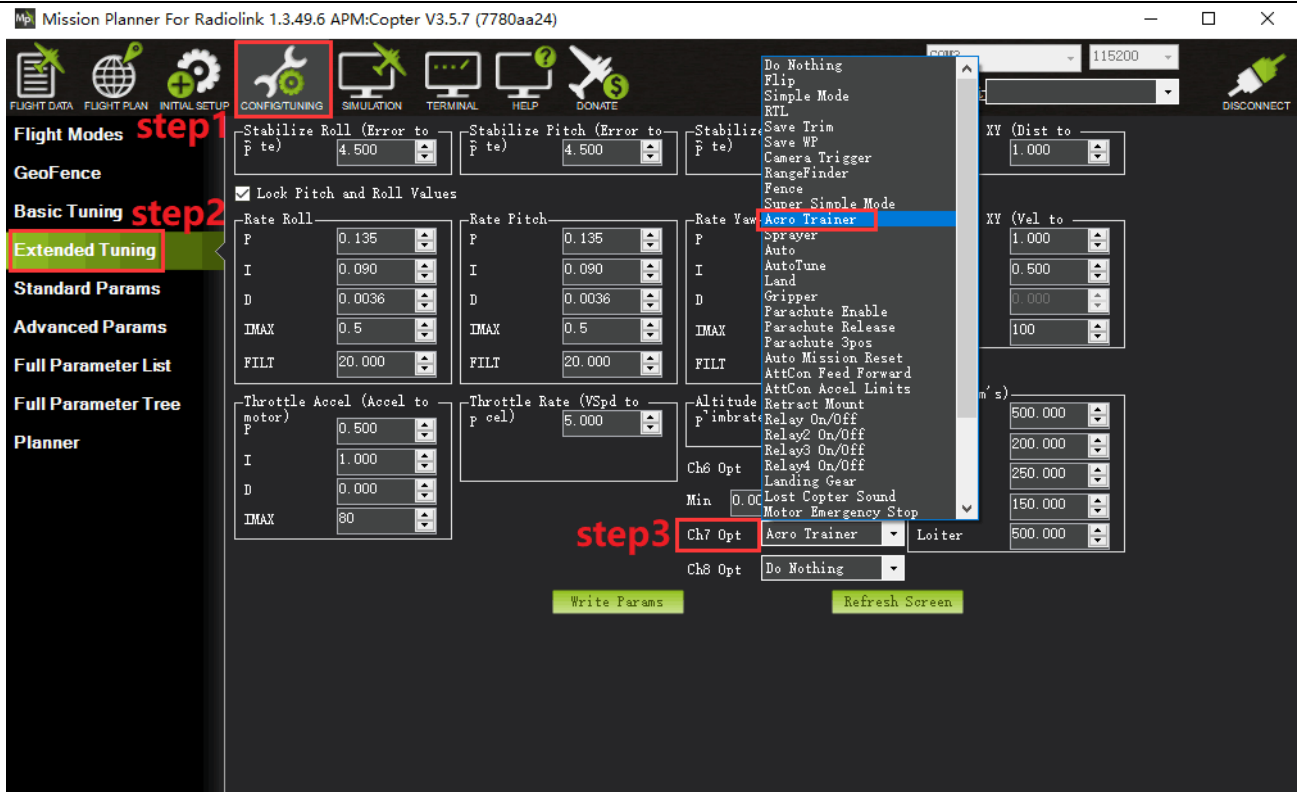 Mission Planner For Radiolink 1.3.49.6 APM:Copter V3.5.7 (7780aa24)
FLIGHT DATA FLIGHT PLAN INITIAL SETUP CONFIG/TUNING SIMULATION TERMINAL HELP DONATE
115200
DISCONNECT
step1
Flight Modes
GeoFence
Basic Tuning
step2
Extended Tuning
Standard Params
Advanced Params
Full Parameter List
Full Parameter Tree
Planner
Stabilize Roll (Error to
P te) 4.500
Stabilize Pitch (Error to
P te) 4.500
Stabilize
P te)
XY (Dist to
1.000
Lock Pitch and Roll Values
Rate Roll
P 0.135
I 0.090
D 0.0036
IMAX 0.5
FILT 20.000
Rate Pitch
P 0.135
I 0.090
D 0.0036
IMAX 0.5
FILT 20.000
Rate Yaw
P
I
D
IMAX
FILT
XY (Vel to
1.000
0.500
0.000
100
Throttle Accel (Accel to
motor)
P 0.500
I 1.000
D 0.000
IMAX 80
Throttle Rate (VSpd to
P cel) 5.000
Altitude
m's)
500.000
200.000
250.000
150.000
Loiter 500.000
Ch6 Opt
Min 0.00
step3
Ch7 Opt Acro Trainer
Ch8 Opt Do Nothing
Do Nothing
Flip
Simple Mode
RTL
Save Trim
Save WP
Camera Trigger
RangeFinder
Fence
Super Simple Mode
Acro Trainer
Sprayer
Auto
AutoTune
Land
Gripper
Parachute Enable
Parachute Release
Parachute 3pos
Auto Mission Reset
AttCon Feed Forward
AttCon Accel Limits
Retract Mount
Relay On/Off
Relay2 On/Off
Relay3 On/Off
Relay4 On/Off
Landing Gear
Lost Copter Sound
Motor Emergency Stop
Write Params
Refresh Screen